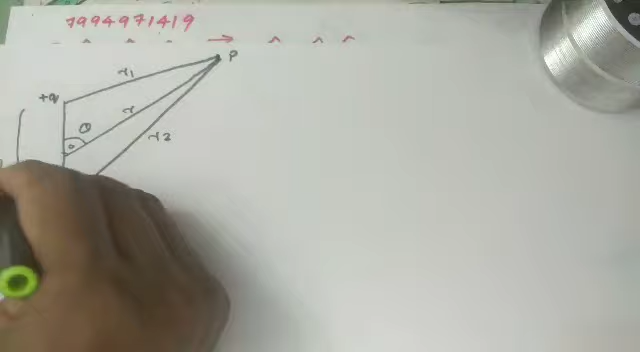 7994971419
→ ^ ^ ^
P
r1
+q
r
θ
r2